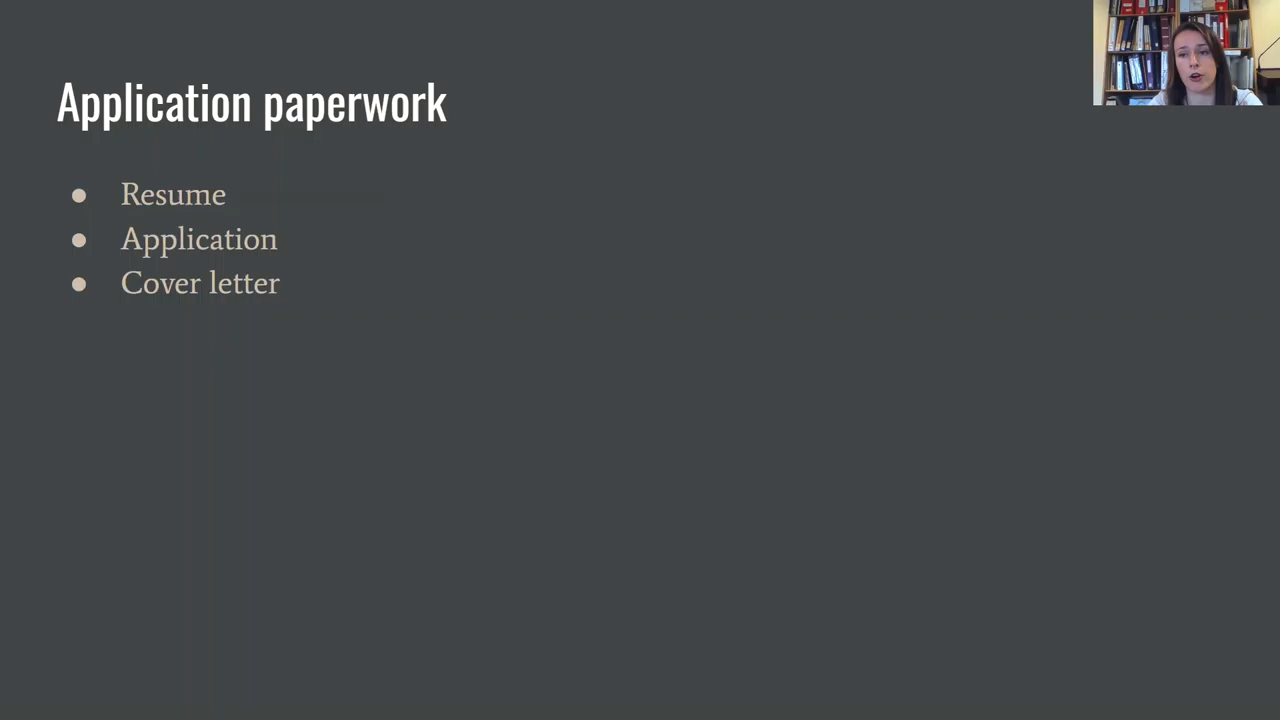 Application paperwork
● Resume
● Application
● Cover letter